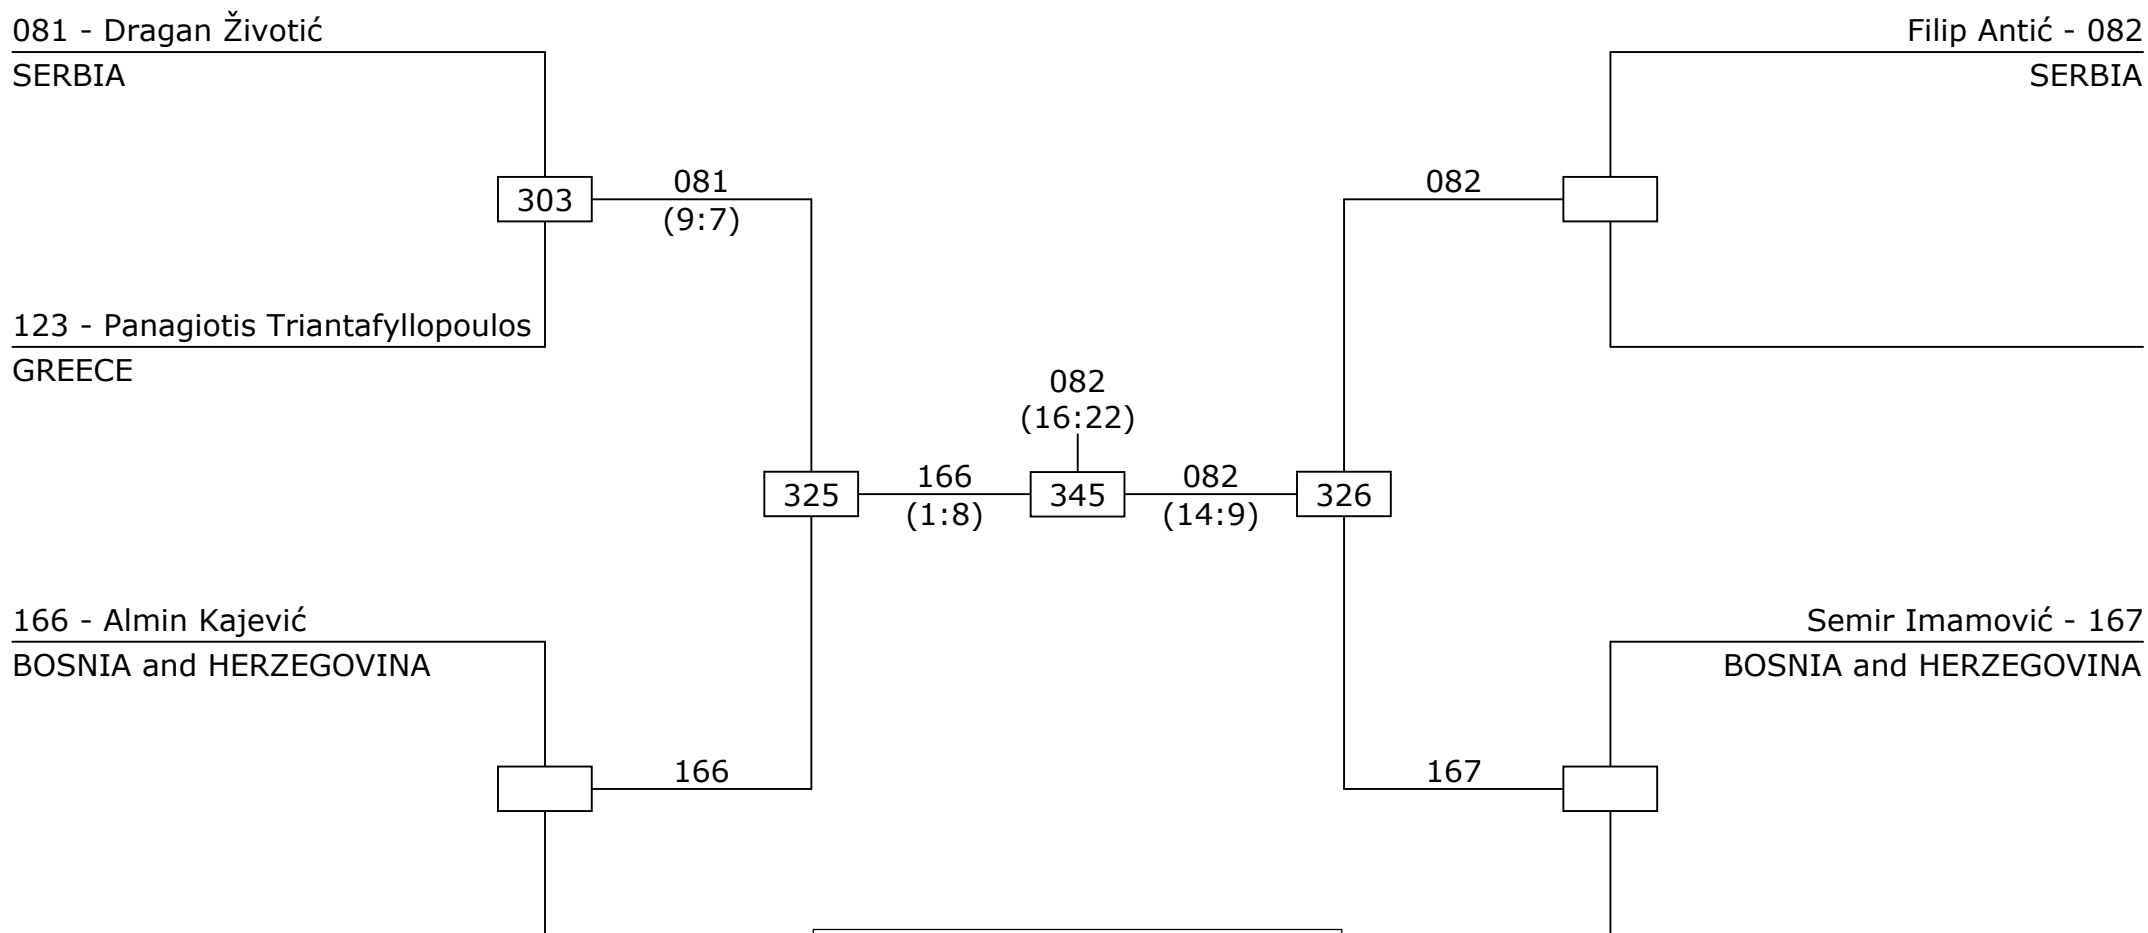 081 - Dragan Životić
SERBIA
Filip Antić - 082
SERBIA
303
081
(9:7)
082
123 - Panagiotis Triantafyllopoulos
GREECE
082
(16:22)
325
166
(1:8)
345
082
(14:9)
326
166 - Almin Kajević
BOSNIA and HERZEGOVINA
Semir Imamović - 167
BOSNIA and HERZEGOVINA
166
167